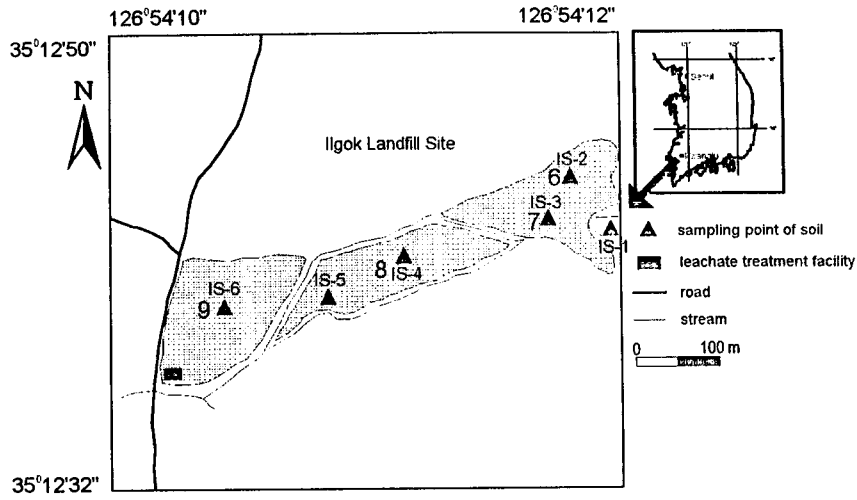 126°54'10"
126°54'12"
35°12'50"
N
Ilgok Landfill Site
IS-2
6
IS-3
7
IS-1
8
IS-4
IS-5
IS-6
9
sampling point of soil
leachate treatment facility
road
stream
0 100 m
35°12'32"